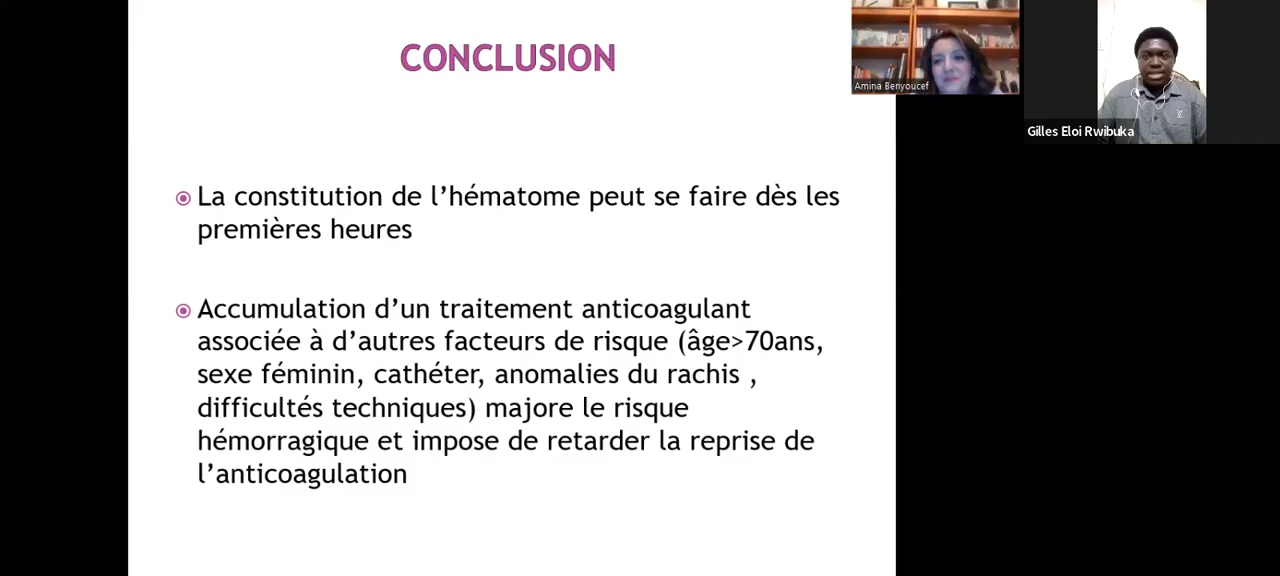 CONCLUSION
La constitution de l’hématome peut se faire dès les
premières heures
Accumulation d’un traitement anticoagulant
associée à d’autres facteurs de risque (âge>70ans,
sexe féminin, cathéter, anomalies du rachis ,
difficultés techniques) majore le risque
hémorragique et impose de retarder la reprise de
l’anticoagulation
Amina Benyoucef
Gilles Eloi Rwibuka